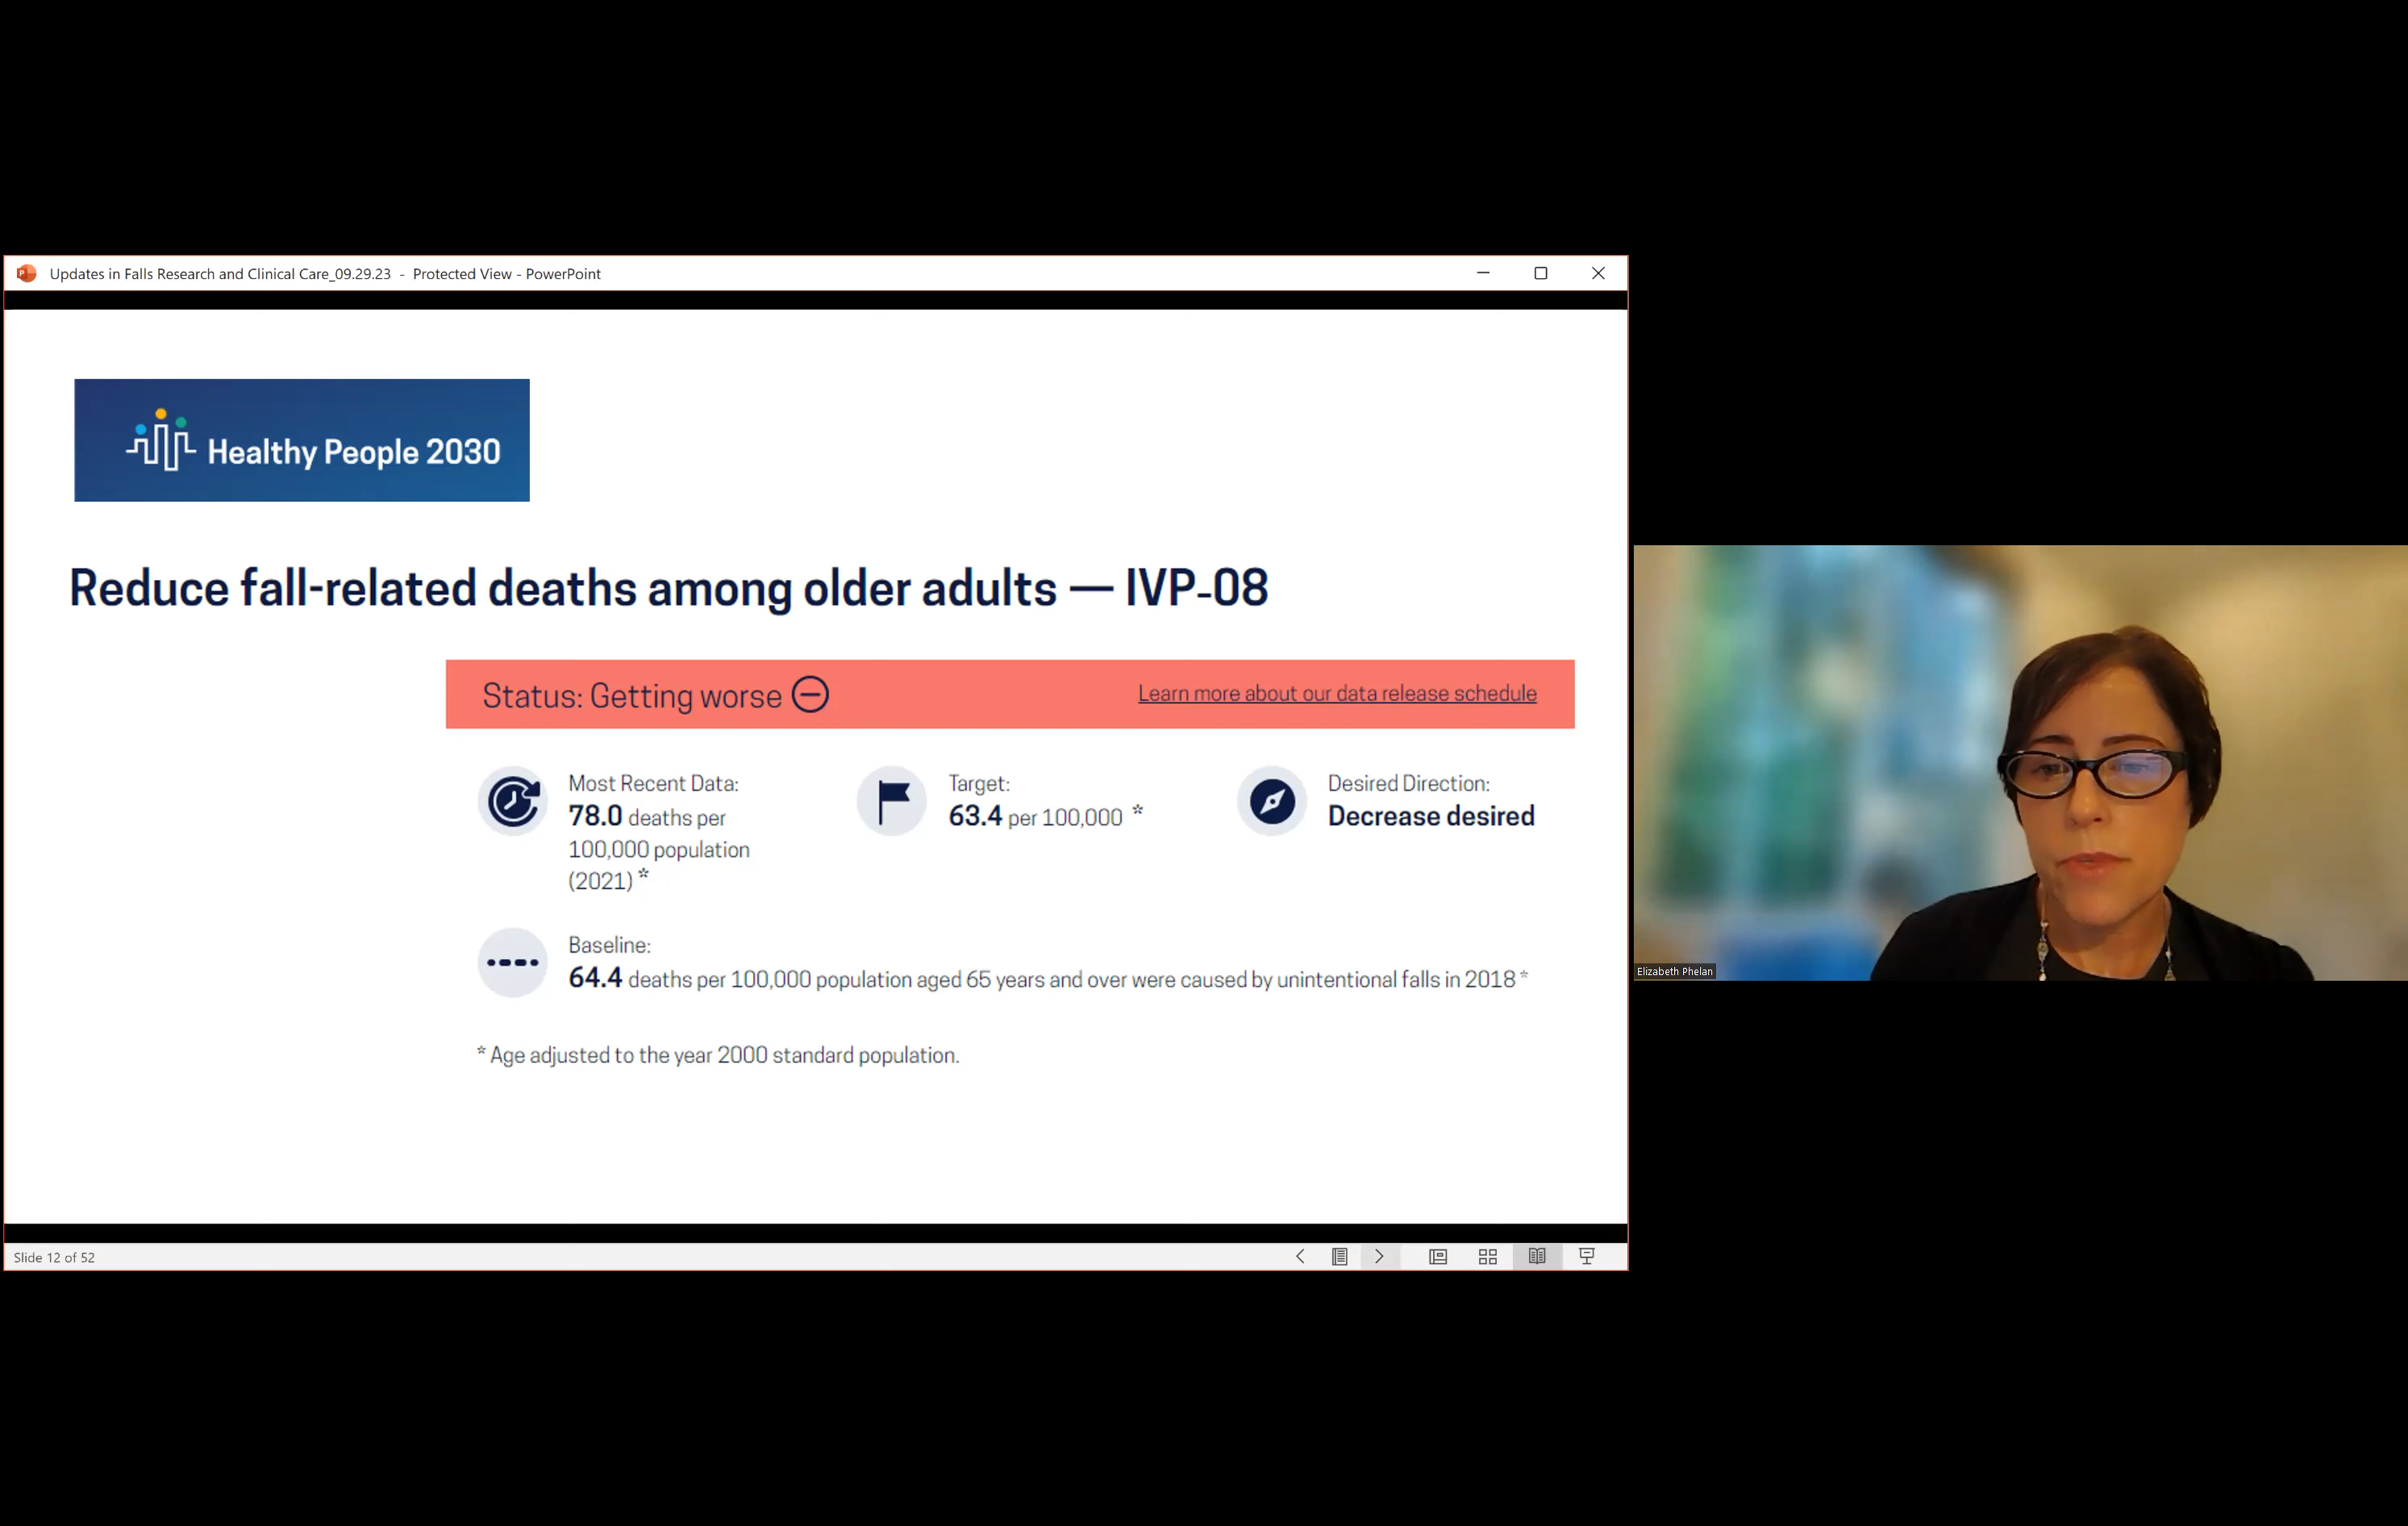 Updates in Falls Research and Clinical Care_09.29.23 - Protected View - PowerPoint
Healthy People 2030
Reduce fall-related deaths among older adults — IVP-08
Status: Getting worse
Learn more about our data release schedule
Most Recent Data:
78.0 deaths per
100,000 population
(2021) *
Target:
63.4 per 100,000 *
Desired Direction:
Decrease desired
Baseline:
64.4 deaths per 100,000 population aged 65 years and over were caused by unintentional falls in 2018 *
* Age adjusted to the year 2000 standard population.
Elizabeth Phelan
Slide 12 of 52